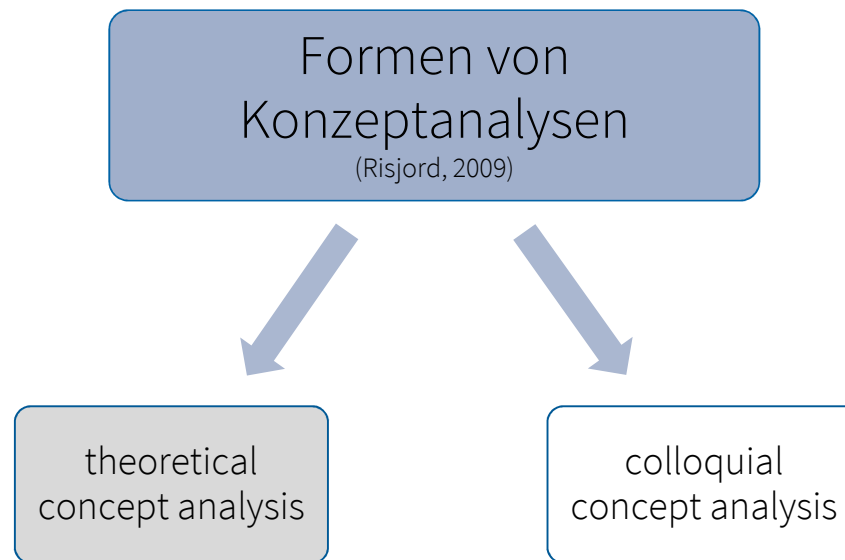 Formen von
Konzeptanalysen
(Risjord, 2009)
theoretical
concept analysis
colloquial
concept analysis